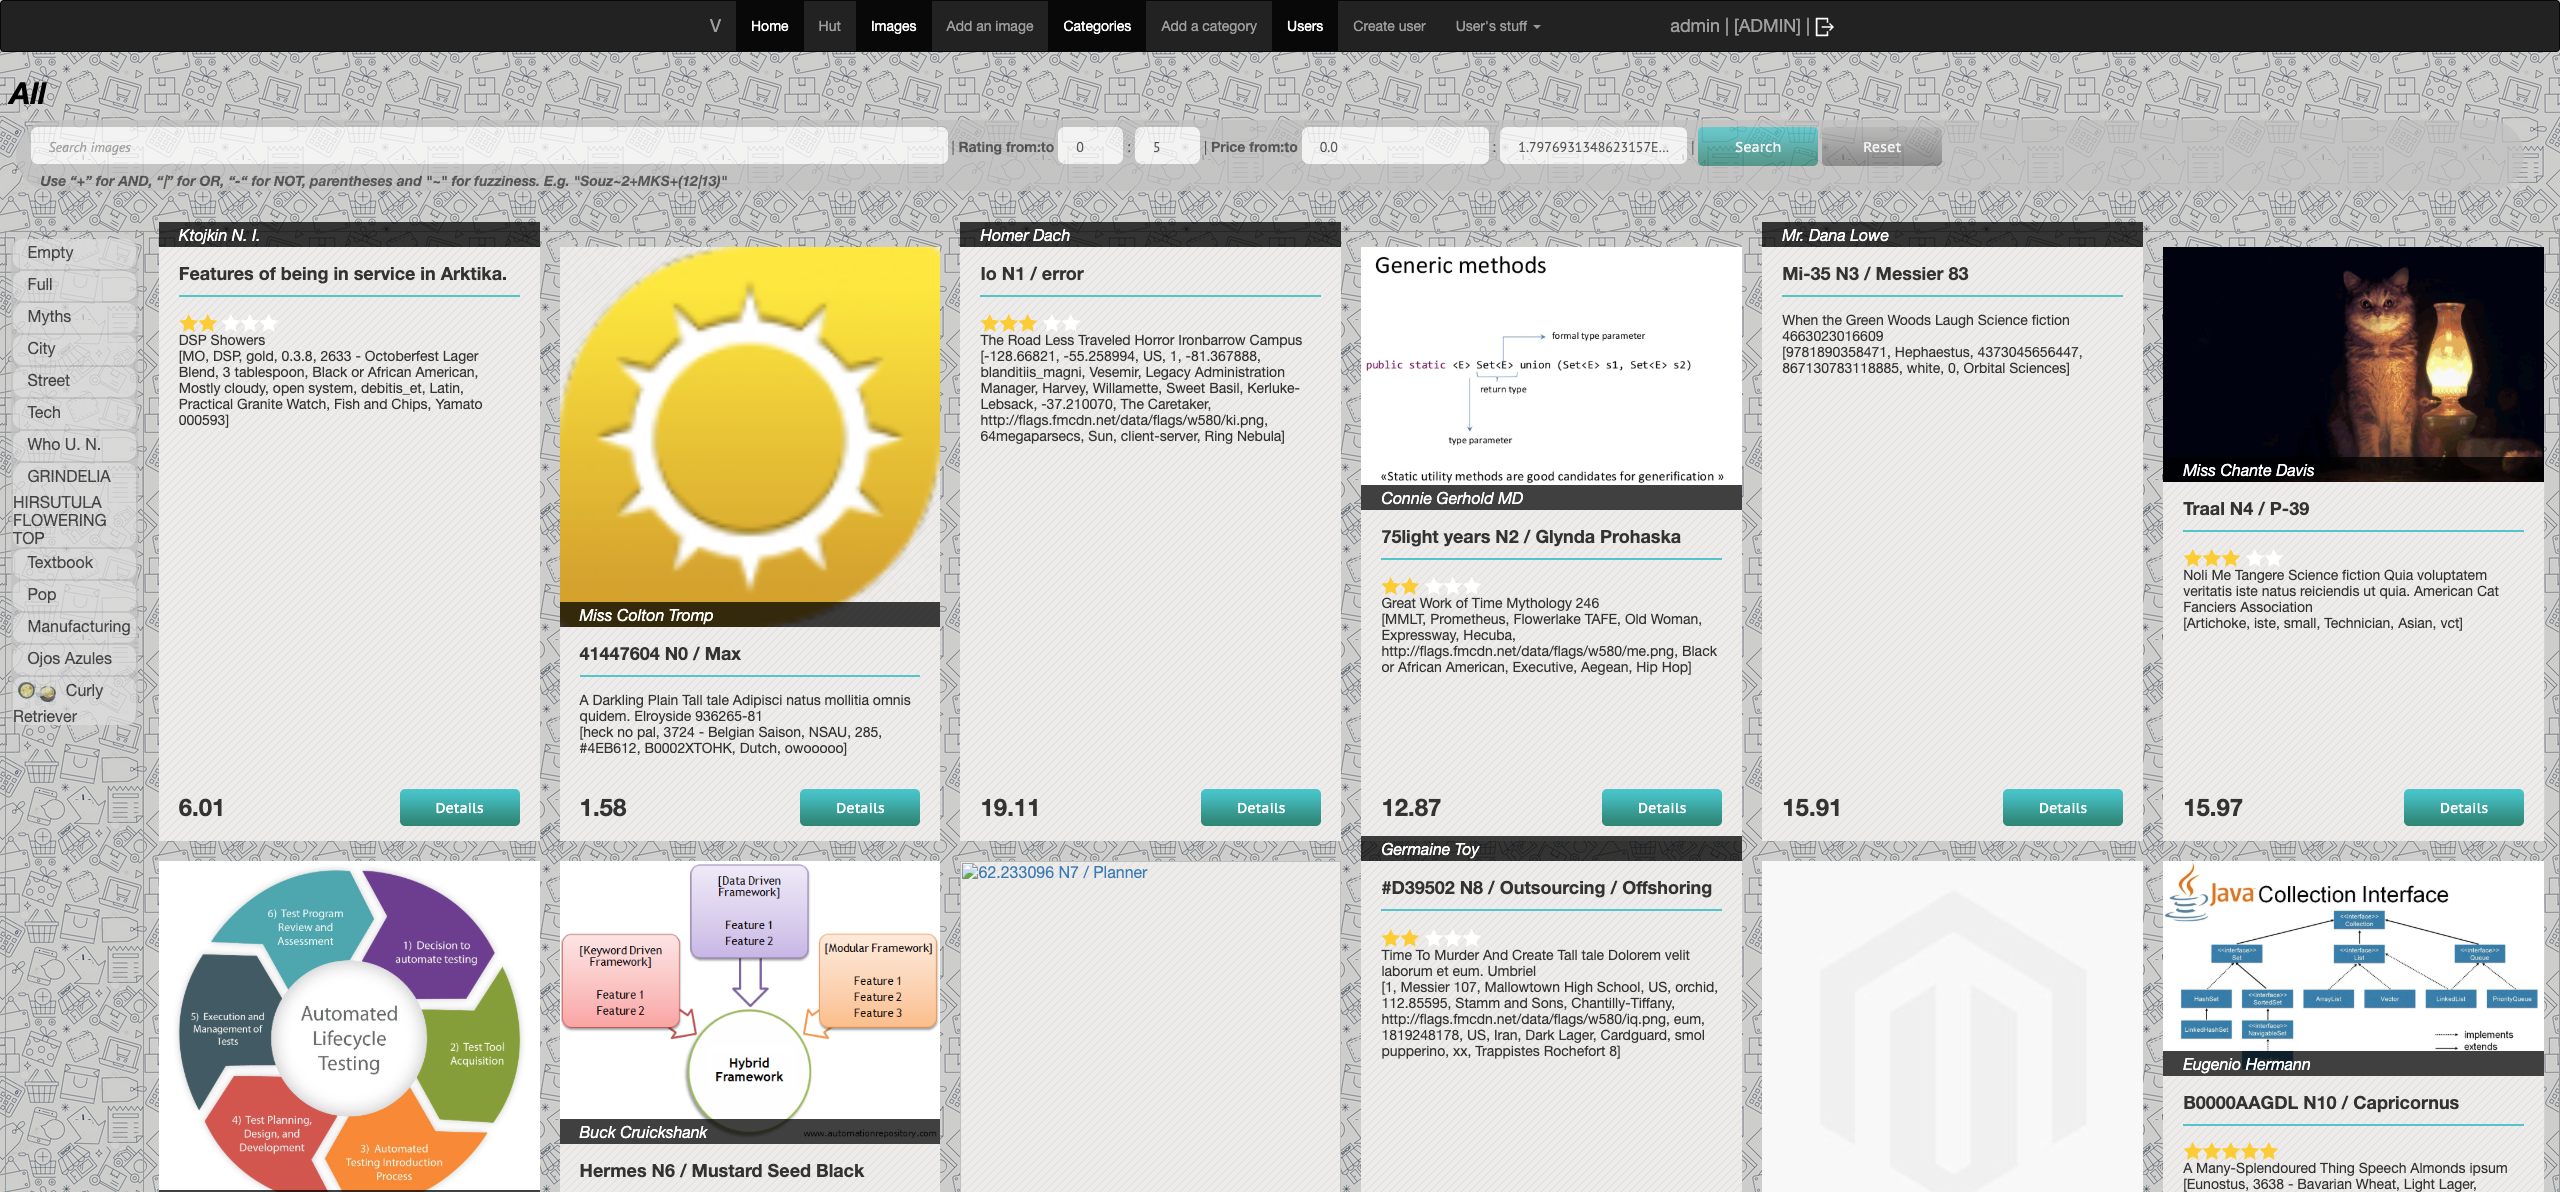 V Home Hut Images Add an image Categories Add a category Users Create user User's stuff admin | [ADMIN] |
All
Search images | Rating from:to 0 : 5 | Price from:to 0.0 : 1.7976931348623157E... | Search Reset
Use “+” for AND, “|” for OR, “-“ for NOT, parentheses and "~" for fuzziness. E.g. "Souz~2+MKS+(12|13)"
Empty
Full
Myths
City
Street
Tech
Who U. N.
GRINDELIA
HIRSUTULA
FLOWERING
TOP
Textbook
Pop
Manufacturing
Ojos Azules
Curly
Retriever
Ktojkin N. I.
Features of being in service in Arktika.
DSP Showers
[MO, DSP, gold, 0.3.8, 2633 - Octoberfest Lager
Blend, 3 tablespoon, Black or African American,
Mostly cloudy, open system, debitis_et, Latin,
Practical Granite Watch, Fish and Chips, Yamato
000593]
6.01 Details
Miss Colton Tromp
41447604 N0 / Max
A Darkling Plain Tall tale Adipisci natus mollitia omnis
quidem. Elroyside 936265-81
[heck no pal, 3724 - Belgian Saison, NSAU, 285,
#4EB612, B0002XTOHK, Dutch, owooooo]
1.58 Details
Homer Dach
Io N1 / error
The Road Less Traveled Horror Ironbarrow Campus
[-128.66821, -55.258994, US, 1, -81.367888,
blanditiis_magni, Vesemir, Legacy Administration
Manager, Harvey, Willamette, Sweet Basil, Kerluke-
Lebsack, -37.210070, The Caretaker,
http://flags.fmcdn.net/data/flags/w580/ki.png,
64megaparsecs, Sun, client-server, Ring Nebula]
19.11 Details
Generic methods
formal type parameter
public static <E> Set<E> union (Set<E> s1, Set<E> s2)
return type
type parameter
«Static utility methods are good candidates for generification »
Connie Gerhold MD
75light years N2 / Glynda Prohaska
Great Work of Time Mythology 246
[MMLT, Prometheus, Flowerlake TAFE, Old Woman,
Expressway, Hecuba,
http://flags.fmcdn.net/data/flags/w580/me.png, Black
or African American, Executive, Aegean, Hip Hop]
12.87 Details
Mr. Dana Lowe
Mi-35 N3 / Messier 83
When the Green Woods Laugh Science fiction
4663023016609
[9781890358471, Hephaestus, 4373045656447,
867130783118885, white, 0, Orbital Sciences]
15.91 Details
Miss Chante Davis
Traal N4 / P-39
Noli Me Tangere Science fiction Quia voluptatem
veritatis iste natus reiciendis ut quia. American Cat
Fanciers Association
[Artichoke, iste, small, Technician, Asian, vct]
15.97 Details
6) Test Program
Review and
Assessment
1) Decision to
automate testing
5) Execution and
Management of
Tests
Automated
Lifecycle
Testing
2) Test Tool
Acquisition
4) Test Planning,
Design, and
Development
3) Automated
Testing Introduction
Process
[Data Driven
Framework]
Feature 1
Feature 2
[Keyword Driven
Framework]
Feature 1
Feature 2
[Modular Framework]
Feature 1
Feature 2
Feature 3
Hybrid
Framework
www.automationrepository.com
Buck Cruickshank
Hermes N6 / Mustard Seed Black
62.233096 N7 / Planner
Germaine Toy
#D39502 N8 / Outsourcing / Offshoring
Time To Murder And Create Tall tale Dolorem velit
laborum et eum. Umbriel
[1, Messier 107, Mallowtown High School, US, orchid,
112.85595, Stamm and Sons, Chantilly-Tiffany,
http://flags.fmcdn.net/data/flags/w580/iq.png, eum,
1819248178, US, Iran, Dark Lager, Cardguard, smol
pupperino, xx, Trappistes Rochefort 8]
Java Collection Interface
<<interface>>
Collection
<<interface>>
Set
<<interface>>
List
<<interface>>
Queue
HashSet
<<interface>>
SortedSet
ArrayList
Vector
LinkedList
PriorityQueue
LinkedHashSet
<<interface>>
NavigableSet
implements
extends
Eugenio Hermann
B0000AAGDL N10 / Capricornus
A Many-Splendoured Thing Speech Almonds ipsum
[Eunostus, 3638 - Bavarian Wheat, Light Lager,